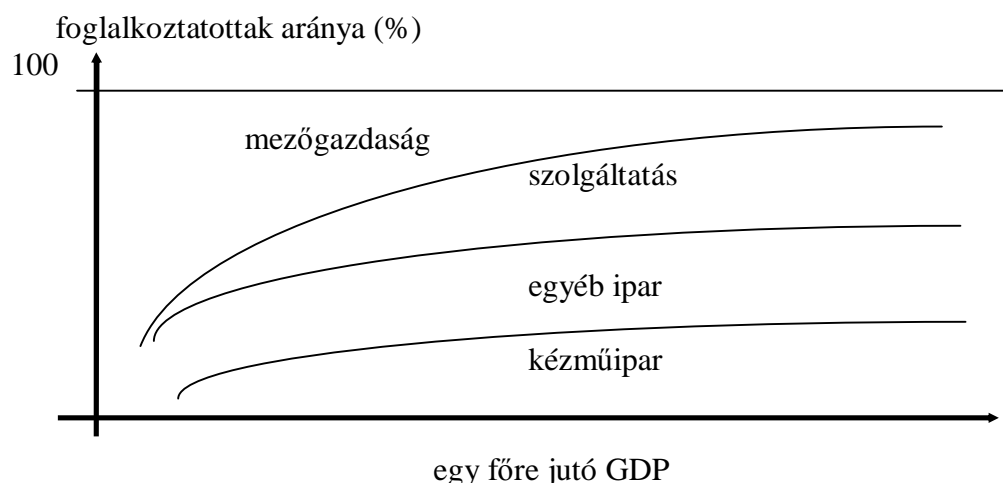 foglalkoztatottak aránya (%)
100
mezőgazdaság
szolgáltatás
egyéb ipar
kézműipar
egy főre jutó GDP